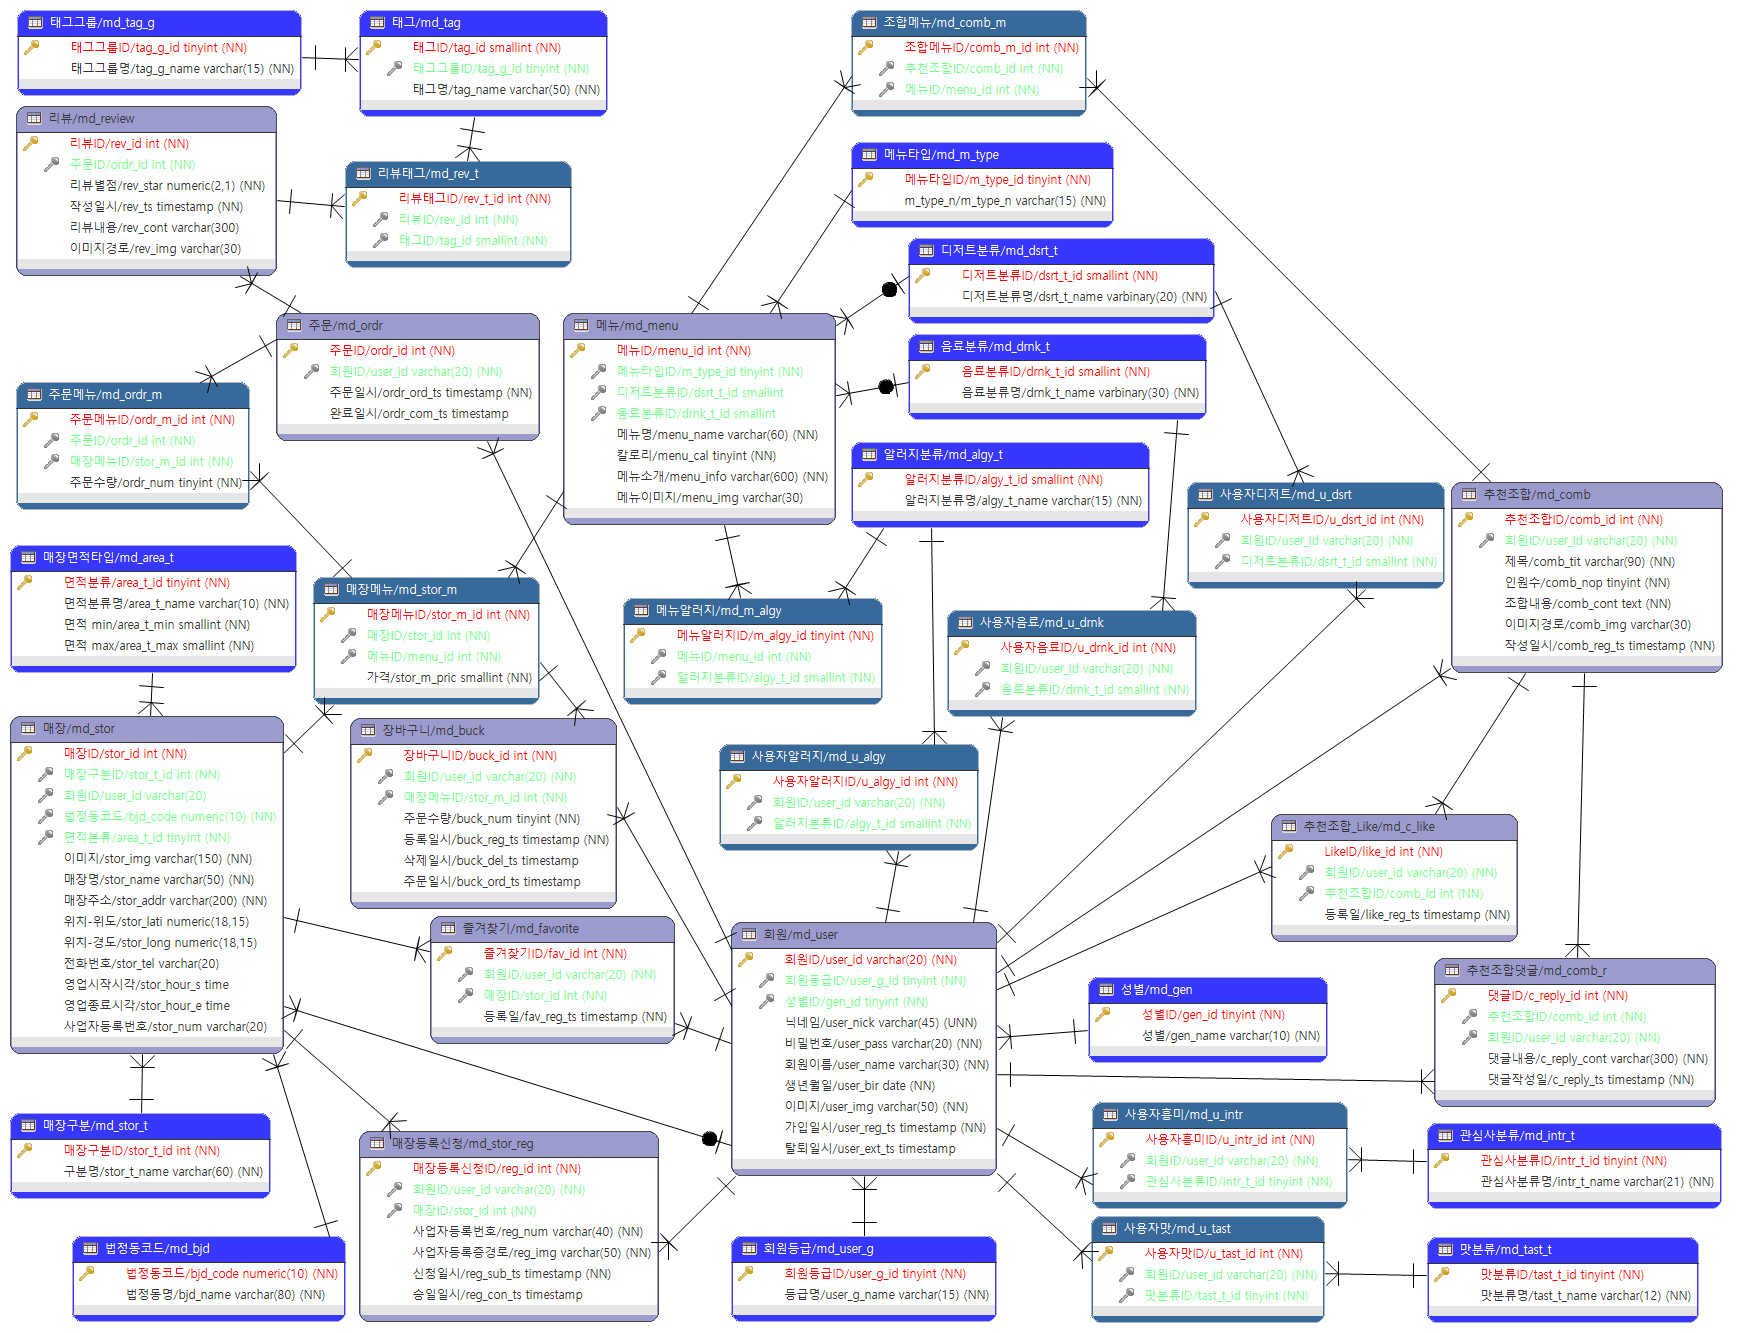 태그그룹/md_tag_g
태그그룹ID/tag_g_id tinyint (NN)
태그그룹명/tag_g_name varchar(15) (NN)
태그/md_tag
태그ID/tag_id smallint (NN)
태그그룹ID/tag_g_id tinyint (NN)
태그명/tag_name varchar(50) (NN)
조합메뉴/md_comb_m
조합메뉴ID/comb_m_id int (NN)
추천조합ID/comb_id int (NN)
메뉴ID/menu_id int (NN)
리뷰/md_review
리뷰ID/rev_id int (NN)
주문ID/ordr_id int (NN)
리뷰별점/rev_star numeric(2,1) (NN)
작성일시/rev_ts timestamp (NN)
리뷰내용/rev_cont varchar(300)
이미지경로/rev_img varchar(30)
리뷰태그/md_rev_t
리뷰태그ID/rev_t_id int (NN)
리뷰ID/rev_id int (NN)
태그ID/tag_id smallint (NN)
메뉴타입/md_m_type
메뉴타입ID/m_type_id tinyint (NN)
m_type_n/m_type_n varchar(15) (NN)
디저트분류/md_dsrt_t
디저트분류ID/dsrt_t_id smallint (NN)
디저트분류명/dsrt_t_name varbinary(20) (NN)
주문/md_ordr
주문ID/ordr_id int (NN)
회원ID/user_id varchar(20) (NN)
주문일시/ordr_ord_ts timestamp (NN)
완료일시/ordr_com_ts timestamp
메뉴/md_menu
메뉴ID/menu_id int (NN)
메뉴타입ID/m_type_id tinyint (NN)
디저트분류ID/dsrt_t_id smallint
음료분류ID/drnk_t_id smallint
메뉴명/menu_name varchar(60) (NN)
칼로리/menu_cal tinyint (NN)
메뉴소개/menu_info varchar(600) (NN)
메뉴이미지/menu_img varchar(30)
음료분류/md_drnk_t
음료분류ID/drnk_t_id smallint (NN)
음료분류명/drnk_t_name varbinary(30) (NN)
주문메뉴/md_ordr_m
주문메뉴ID/ordr_m_id int (NN)
주문ID/ordr_id int (NN)
매장메뉴ID/stor_m_id int (NN)
주문수량/ordr_num tinyint (NN)
알러지분류/md_algy_t
알러지분류ID/algy_t_id smallint (NN)
알러지분류명/algy_t_name varchar(15) (NN)
사용자디저트/md_u_dsrt
사용자디저트ID/u_dsrt_id int (NN)
회원ID/user_id varchar(20) (NN)
디저트분류ID/dsrt_t_id smallint (NN)
추천조합/md_comb
추천조합ID/comb_id int (NN)
회원ID/user_id varchar(20) (NN)
제목/comb_tit varchar(90) (NN)
인원수/comb_nop tinyint (NN)
조합내용/comb_cont text (NN)
이미지경로/comb_img varchar(30)
작성일시/comb_reg_ts timestamp (NN)
매장면적타입/md_area_t
면적분류/area_t_id tinyint (NN)
면적분류명/area_t_name varchar(10) (NN)
면적 min/area_t_min smallint (NN)
면적 max/area_t_max smallint (NN)
매장메뉴/md_stor_m
매장메뉴ID/stor_m_id int (NN)
매장ID/stor_id int (NN)
메뉴ID/menu_id int (NN)
가격/stor_m_pric smallint (NN)
메뉴알러지/md_m_algy
메뉴알러지ID/m_algy_id tinyint (NN)
메뉴ID/menu_id int (NN)
알러지분류ID/algy_t_id smallint (NN)
사용자음료/md_u_drnk
사용자음료ID/u_drnk_id int (NN)
회원ID/user_id varchar(20) (NN)
음료분류ID/drnk_t_id smallint (NN)
매장/md_stor
매장ID/stor_id int (NN)
매장구분ID/stor_t_id int (NN)
회원ID/user_id varchar(20)
법정동코드/bjd_code numeric(10) (NN)
면적분류/area_t_id tinyint (NN)
이미지/stor_img varchar(150) (NN)
매장명/stor_name varchar(50) (NN)
매장주소/stor_addr varchar(200) (NN)
위치-위도/stor_lati numeric(18,15)
위치-경도/stor_long numeric(18,15)
전화번호/stor_tel varchar(20)
영업시작시각/stor_hour_s time
영업종료시각/stor_hour_e time
사업자등록번호/stor_num varchar(20)
장바구니/md_buck
장바구니ID/buck_id int (NN)
회원ID/user_id varchar(20) (NN)
매장메뉴ID/stor_m_id int (NN)
주문수량/buck_num tinyint (NN)
등록일시/buck_reg_ts timestamp (NN)
삭제일시/buck_del_ts timestamp
주문일시/buck_ord_ts timestamp
사용자알러지/md_u_algy
사용자알러지ID/u_algy_id int (NN)
회원ID/user_id varchar(20) (NN)
알러지분류ID/algy_t_id smallint (NN)
추천조합_Like/md_c_like
LikeID/like_id int (NN)
회원ID/user_id varchar(20) (NN)
추천조합ID/comb_id int (NN)
등록일/like_reg_ts timestamp (NN)
즐겨찾기/md_favorite
즐겨찾기ID/fav_id int (NN)
회원ID/user_id varchar(20) (NN)
매장ID/stor_id int (NN)
등록일/fav_reg_ts timestamp (NN)
회원/md_user
회원ID/user_id varchar(20) (NN)
회원등급ID/user_g_id tinyint (NN)
성별ID/gen_id tinyint (NN)
닉네임/user_nick varchar(45) (UNN)
비밀번호/user_pass varchar(20) (NN)
회원이름/user_name varchar(30) (NN)
생년월일/user_bir date (NN)
이미지/user_img varchar(50) (NN)
가입일시/user_reg_ts timestamp (NN)
탈퇴일시/user_ext_ts timestamp
성별/md_gen
성별ID/gen_id tinyint (NN)
성별/gen_name varchar(10) (NN)
추천조합댓글/md_comb_r
댓글ID/c_reply_id int (NN)
추천조합ID/comb_id int (NN)
회원ID/user_id varchar(20) (NN)
댓글내용/c_reply_cont varchar(300) (NN)
댓글작성일/c_reply_ts timestamp (NN)
매장구분/md_stor_t
매장구분ID/stor_t_id int (NN)
구분명/stor_t_name varchar(60) (NN)
매장등록신청/md_stor_reg
매장등록신청ID/reg_id int (NN)
회원ID/user_id varchar(20) (NN)
매장ID/stor_id int (NN)
사업자등록번호/reg_num varchar(40) (NN)
사업자등록증경로/reg_img varchar(50) (NN)
신청일시/reg_sub_ts timestamp (NN)
승일일시/reg_con_ts timestamp
사용자흥미/md_u_intr
사용자흥미ID/u_intr_id int (NN)
회원ID/user_id varchar(20) (NN)
관심사분류ID/intr_t_id tinyint (NN)
관심사분류/md_intr_t
관심사분류ID/intr_t_id tinyint (NN)
관심사분류명/intr_t_name varchar(21) (NN)
법정동코드/md_bjd
법정동코드/bjd_code numeric(10) (NN)
법정동명/bjd_name varchar(80) (NN)
회원등급/md_user_g
회원등급ID/user_g_id tinyint (NN)
등급명/user_g_name varchar(15) (NN)
사용자맛/md_u_tast
사용자맛ID/u_tast_id int (NN)
회원ID/user_id varchar(20) (NN)
맛분류ID/tast_t_id tinyint (NN)
맛분류/md_tast_t
맛분류ID/tast_t_id tinyint (NN)
맛분류명/tast_t_name varchar(12) (NN)